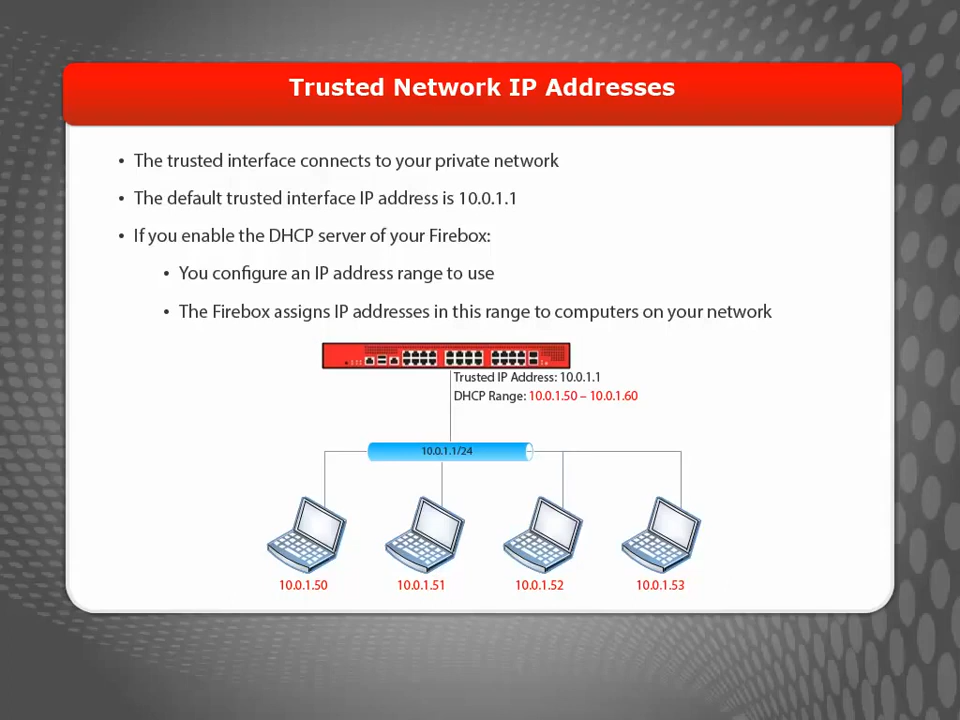 Trusted Network IP Addresses
• The trusted interface connects to your private network
• The default trusted interface IP address is 10.0.1.1
• If you enable the DHCP server of your Firebox:
• You configure an IP address range to use
• The Firebox assigns IP addresses in this range to computers on your network
Trusted IP Address: 10.0.1.1
DHCP Range: 10.0.1.50 – 10.0.1.60
10.0.1.1/24
10.0.1.50 10.0.1.51 10.0.1.52 10.0.1.53